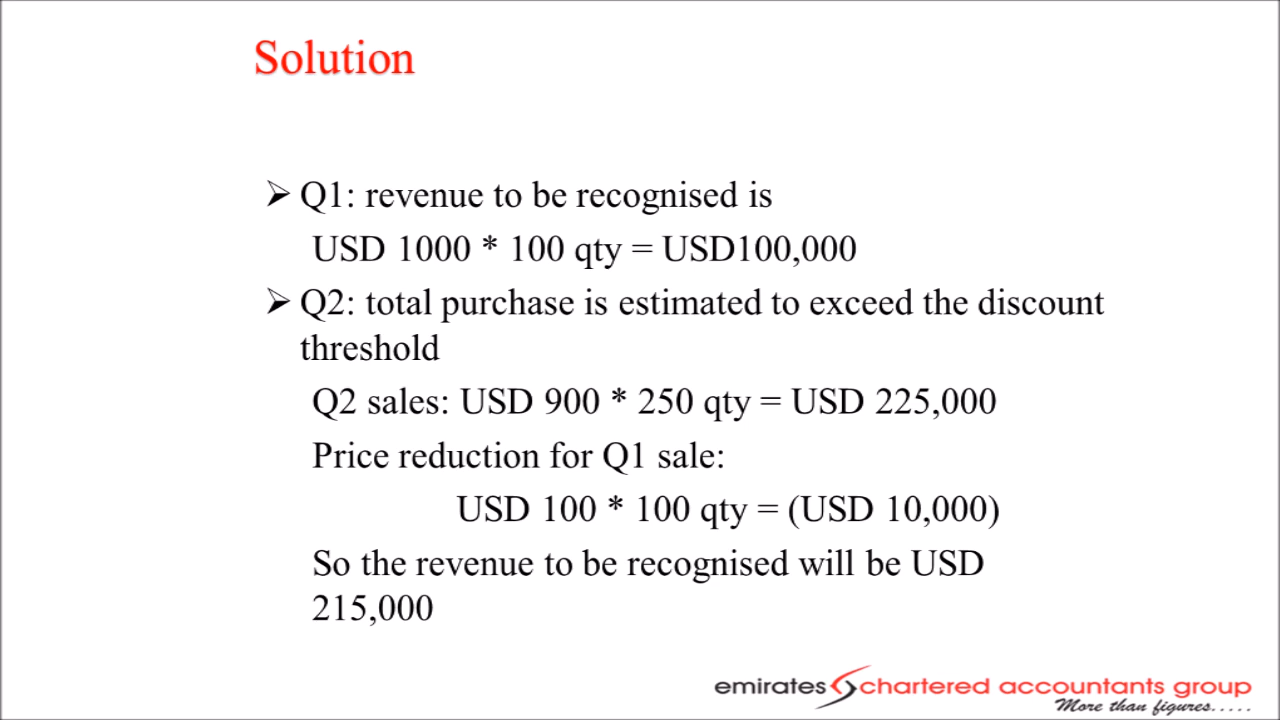 Solution
➢ Q1: revenue to be recognised is
USD 1000 * 100 qty = USD100,000
➢ Q2: total purchase is estimated to exceed the discount
threshold
Q2 sales: USD 900 * 250 qty = USD 225,000
Price reduction for Q1 sale:
USD 100 * 100 qty = (USD 10,000)
So the revenue to be recognised will be USD
215,000
emirates chartered accountants group
More than figures.....